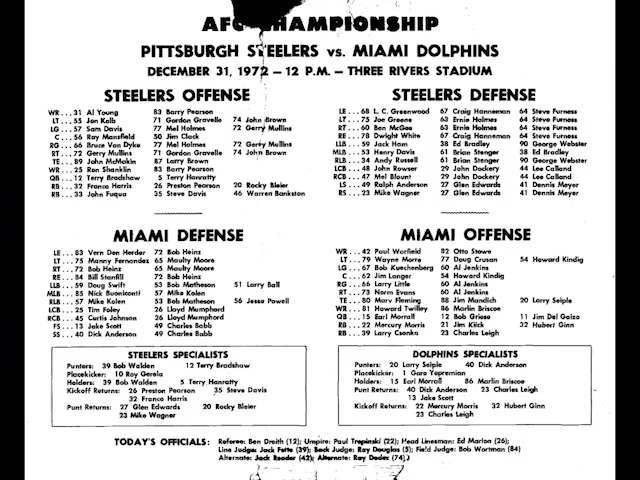 AFC CHAMPIONSHIP
PITTSBURGH STEELERS vs. MIAMI DOLPHINS
DECEMBER 31, 1972 — 12 P.M. — THREE RIVERS STADIUM
STEELERS OFFENSE
WR ... 31 Al Young 83 Barry Pearson
LT ... 55 Jon Kolb 71 Gordon Gravelle 74 John Brown
LG ... 57 Sam Davis 77 Mel Holmes 72 Gerry Mullins
C ... 56 Ray Mansfield 50 Jim Clack
RG ... 66 Bruce Van Dyke 77 Mel Holmes 72 Gerry Mullins
RT ... 72 Gerry Mullins 71 Gordon Gravelle 74 John Brown
TE ... 89 John McMakin 87 Larry Brown
WR ... 25 Ron Shanklin 83 Barry Pearson
QB ... 12 Terry Bradshaw 5 Terry Hanratty
RB ... 32 Franco Harris 26 Preston Pearson 20 Rocky Bleier
RB ... 33 John Fuqua 35 Steve Davis 46 Warren Bankston
STEELERS DEFENSE
LE ... 68 L. C. Greenwood 67 Craig Hanneman 64 Steve Furness
LT ... 75 Joe Greene 63 Ernie Holmes 64 Steve Furness
RT ... 60 Ben McGee 63 Ernie Holmes 64 Steve Furness
RE ... 78 Dwight White 67 Craig Hanneman 64 Steve Furness
LLB ... 59 Jack Ham 38 Ed Bradley 90 George Webster
MLB ... 53 Henry Davis 61 Brian Stenger 38 Ed Bradley
RLB ... 34 Andy Russell 61 Brian Stenger 90 George Webster
LCB ... 48 John Rowser 29 John Dockery 44 Lee Calland
RCB ... 47 Mel Blount 29 John Dockery 44 Lee Calland
LS ... 49 Ralph Anderson 27 Glen Edwards 41 Dennis Meyer
RS ... 23 Mike Wagner 27 Glen Edwards 41 Dennis Meyer
MIAMI DEFENSE
LE ... 83 Vern Den Herder 72 Bob Heinz
LT ... 75 Manny Fernandez 65 Maulty Moore
RT ... 72 Bob Heinz 65 Maulty Moore
RE ... 84 Bill Stanfill 72 Bob Heinz
LLB ... 59 Doug Swift 53 Bob Matheson 51 Larry Ball
MLB ... 85 Nick Buoniconti 57 Mike Kolen
RLB ... 57 Mike Kolen 53 Bob Matheson 56 Jesse Powell
LCB ... 25 Tim Foley 26 Lloyd Mumphord
RCB ... 45 Curtis Johnson 26 Lloyd Mumphord
FS ... 13 Jake Scott 49 Charles Babb
SS ... 40 Dick Anderson 49 Charles Babb
MIAMI OFFENSE
WR ... 42 Paul Warfield 82 Otto Stowe
LT ... 79 Wayne Moore 77 Doug Crusan 54 Howard Kindig
LG ... 67 Bob Kuechenberg 60 Al Jenkins
C ... 62 Jim Langer 54 Howard Kindig
RG ... 66 Larry Little 60 Al Jenkins
RT ... 73 Norm Evans 60 Al Jenkins
TE ... 80 Marv Fleming 88 Jim Mandich 20 Larry Seiple
WR ... 81 Howard Twilley 86 Marlin Briscoe
QB ... 15 Earl Morrall 12 Bob Griese 11 Jim Del Gaizo
RB ... 22 Mercury Morris 21 Jim Kiick 32 Hubert Ginn
RB ... 39 Larry Csonka 23 Charles Leigh
STEELERS SPECIALISTS
Punters: 39 Bob Walden 12 Terry Bradshaw
Placekicker: 10 Roy Gerela
Holders: 39 Bob Walden 5 Terry Hanratty
Kickoff Returns: 26 Preston Pearson 35 Steve Davis
32 Franco Harris
Punt Returns: 27 Glen Edwards 20 Rocky Bleier
23 Mike Wagner
DOLPHINS SPECIALISTS
Punters: 20 Larry Seiple 40 Dick Anderson
Placekicker: 1 Garo Yepremian
Holders: 15 Earl Morrall 86 Marlin Briscoe
Punt Returns: 40 Dick Anderson 23 Charles Leigh
13 Jake Scott
Kickoff Returns: 22 Mercury Morris 32 Hubert Ginn
23 Charles Leigh
TODAY'S OFFICIALS: Referee: Ben Dreith (12); Umpire: Paul Trepinski (22); Head Linesman: Ed Marion (26);
Line Judge: Jack Fette (39); Back Judge: Ray Douglas (5); Field Judge: Bob Wortman (84)
Alternate: Jack Reader (42); Alternate: Ray Dodez (74).)